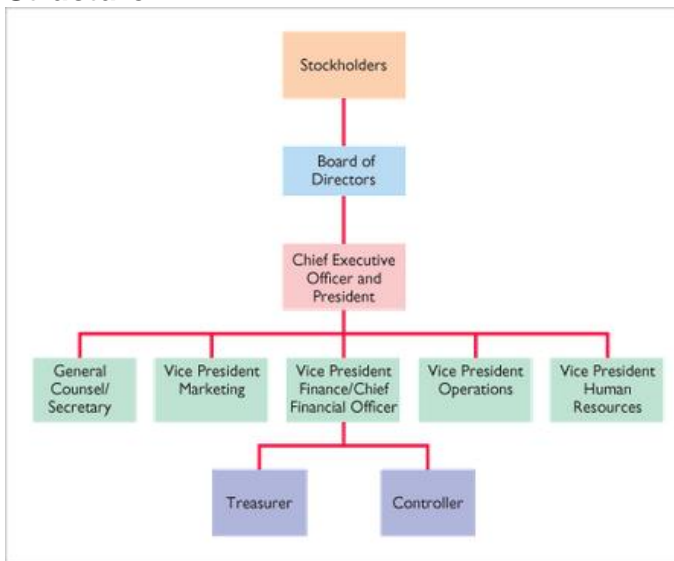 Stockholders
Board of
Directors
Chief Executive
Officer and
President
General
Counsel/
Secretary
Vice President
Marketing
Vice President
Finance/Chief
Financial Officer
Vice President
Operations
Vice President
Human
Resources
Treasurer
Controller